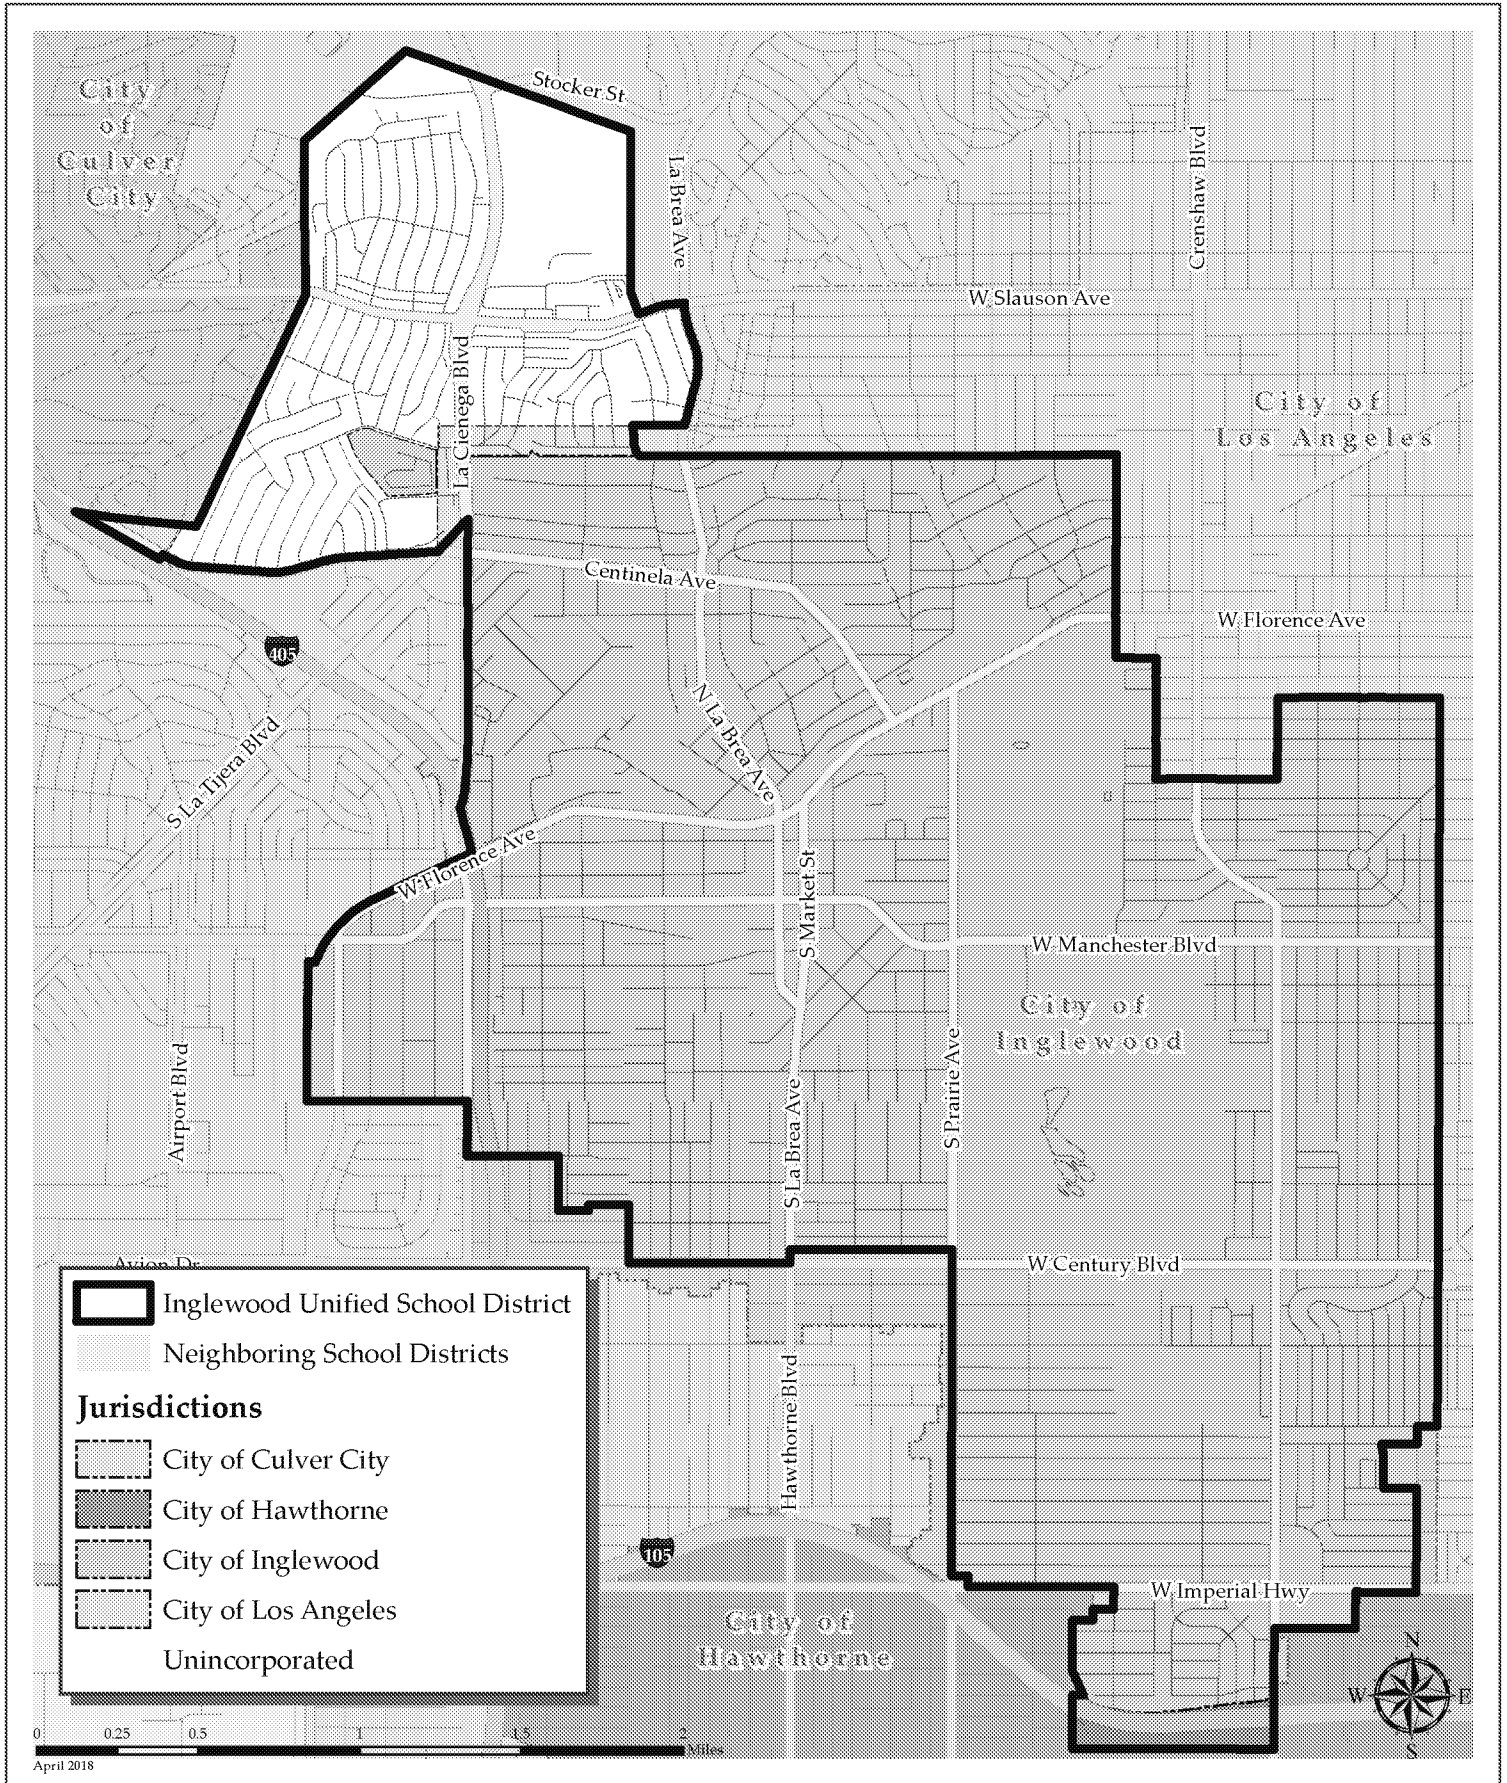 City
of
Culver
City
Stocker St
La Brea Ave
Crenshaw Blvd
W Slauson Ave
La Cienega Blvd
City of
Los Angeles
Centinela Ave
W Florence Ave
405
N La Brea Ave
S La Tijera Blvd
W Florence Ave
S Market St
W Manchester Blvd
City of
Inglewood
Airport Blvd
S Prairie Ave
S La Brea Ave
Avion Dr
W Century Blvd
Inglewood Unified School District
Neighboring School Districts
Jurisdictions
City of Culver City
City of Hawthorne
City of Inglewood
City of Los Angeles
Unincorporated
Hawthorne Blvd
105
W Imperial Hwy
City of
Hawthorne
N
W E
S
0 0.25 0.5 1 1.5 2
Miles
April 2018